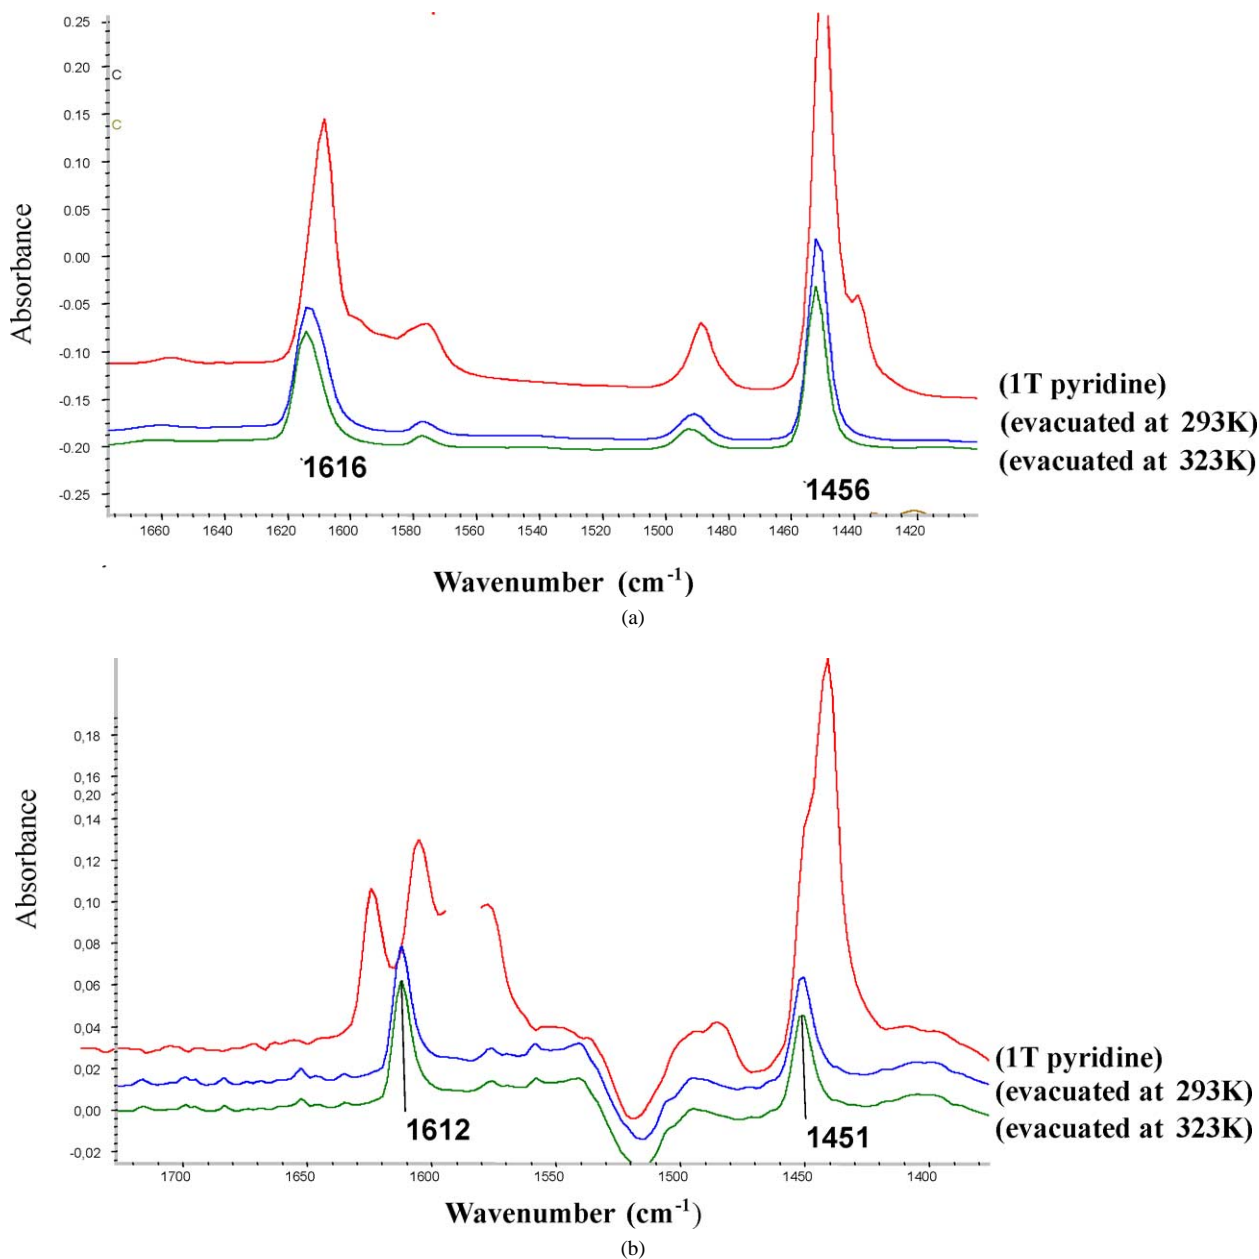 0.25
0.20
C
0.15
C
0.10
0.05
0.00
-0.05
-0.10
-0.15
-0.20
-0.25
Absorbance
1616
1456
(1T pyridine)
(evacuated at 293K)
(evacuated at 323K)
1660 1640 1620 1600 1580 1560 1540 1520 1500 1480 1460 1440 1420
Wavenumber (cm-1)
(a)
0,18
0,16
0,20
0,14
0,12
0,10
0,08
0,06
0,04
0,02
0,00
-0,02
Absorbance
1612
1451
(1T pyridine)
(evacuated at 293K)
(evacuated at 323K)
1700 1650 1600 1550 1500 1450 1400
Wavenumber (cm-1)
(b)